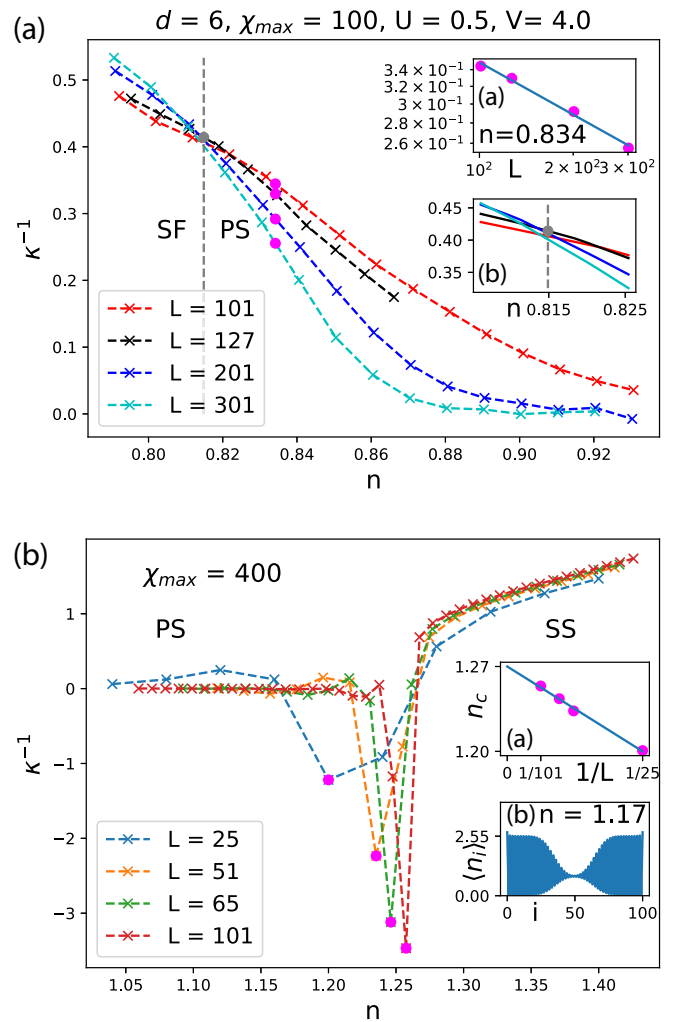 (a)
d = 6, χmax = 100, U = 0.5, V = 4.0
κ⁻¹
0.5
0.4
0.3
0.2
0.1
0.0
SF
PS
L = 101
L = 127
L = 201
L = 301
0.80
0.82
0.84
0.86
0.88
0.90
0.92
n
3.4 × 10⁻¹
3.2 × 10⁻¹
3 × 10⁻¹
2.8 × 10⁻¹
2.6 × 10⁻¹
(a)
n=0.834
10²
L
2 × 10²
3 × 10²
0.45
0.40
0.35
(b)
n
0.815
0.825
(b)
χmax = 400
PS
SS
κ⁻¹
1
0
−1
−2
−3
L = 25
L = 51
L = 65
L = 101
1.05
1.10
1.15
1.20
1.25
1.30
1.35
1.40
n
1.27
nc
1.20
(a)
0
1/101
1/L
1/25
(b)
n = 1.17
⟨ni⟩
2.55
0.00
0
i
50
100